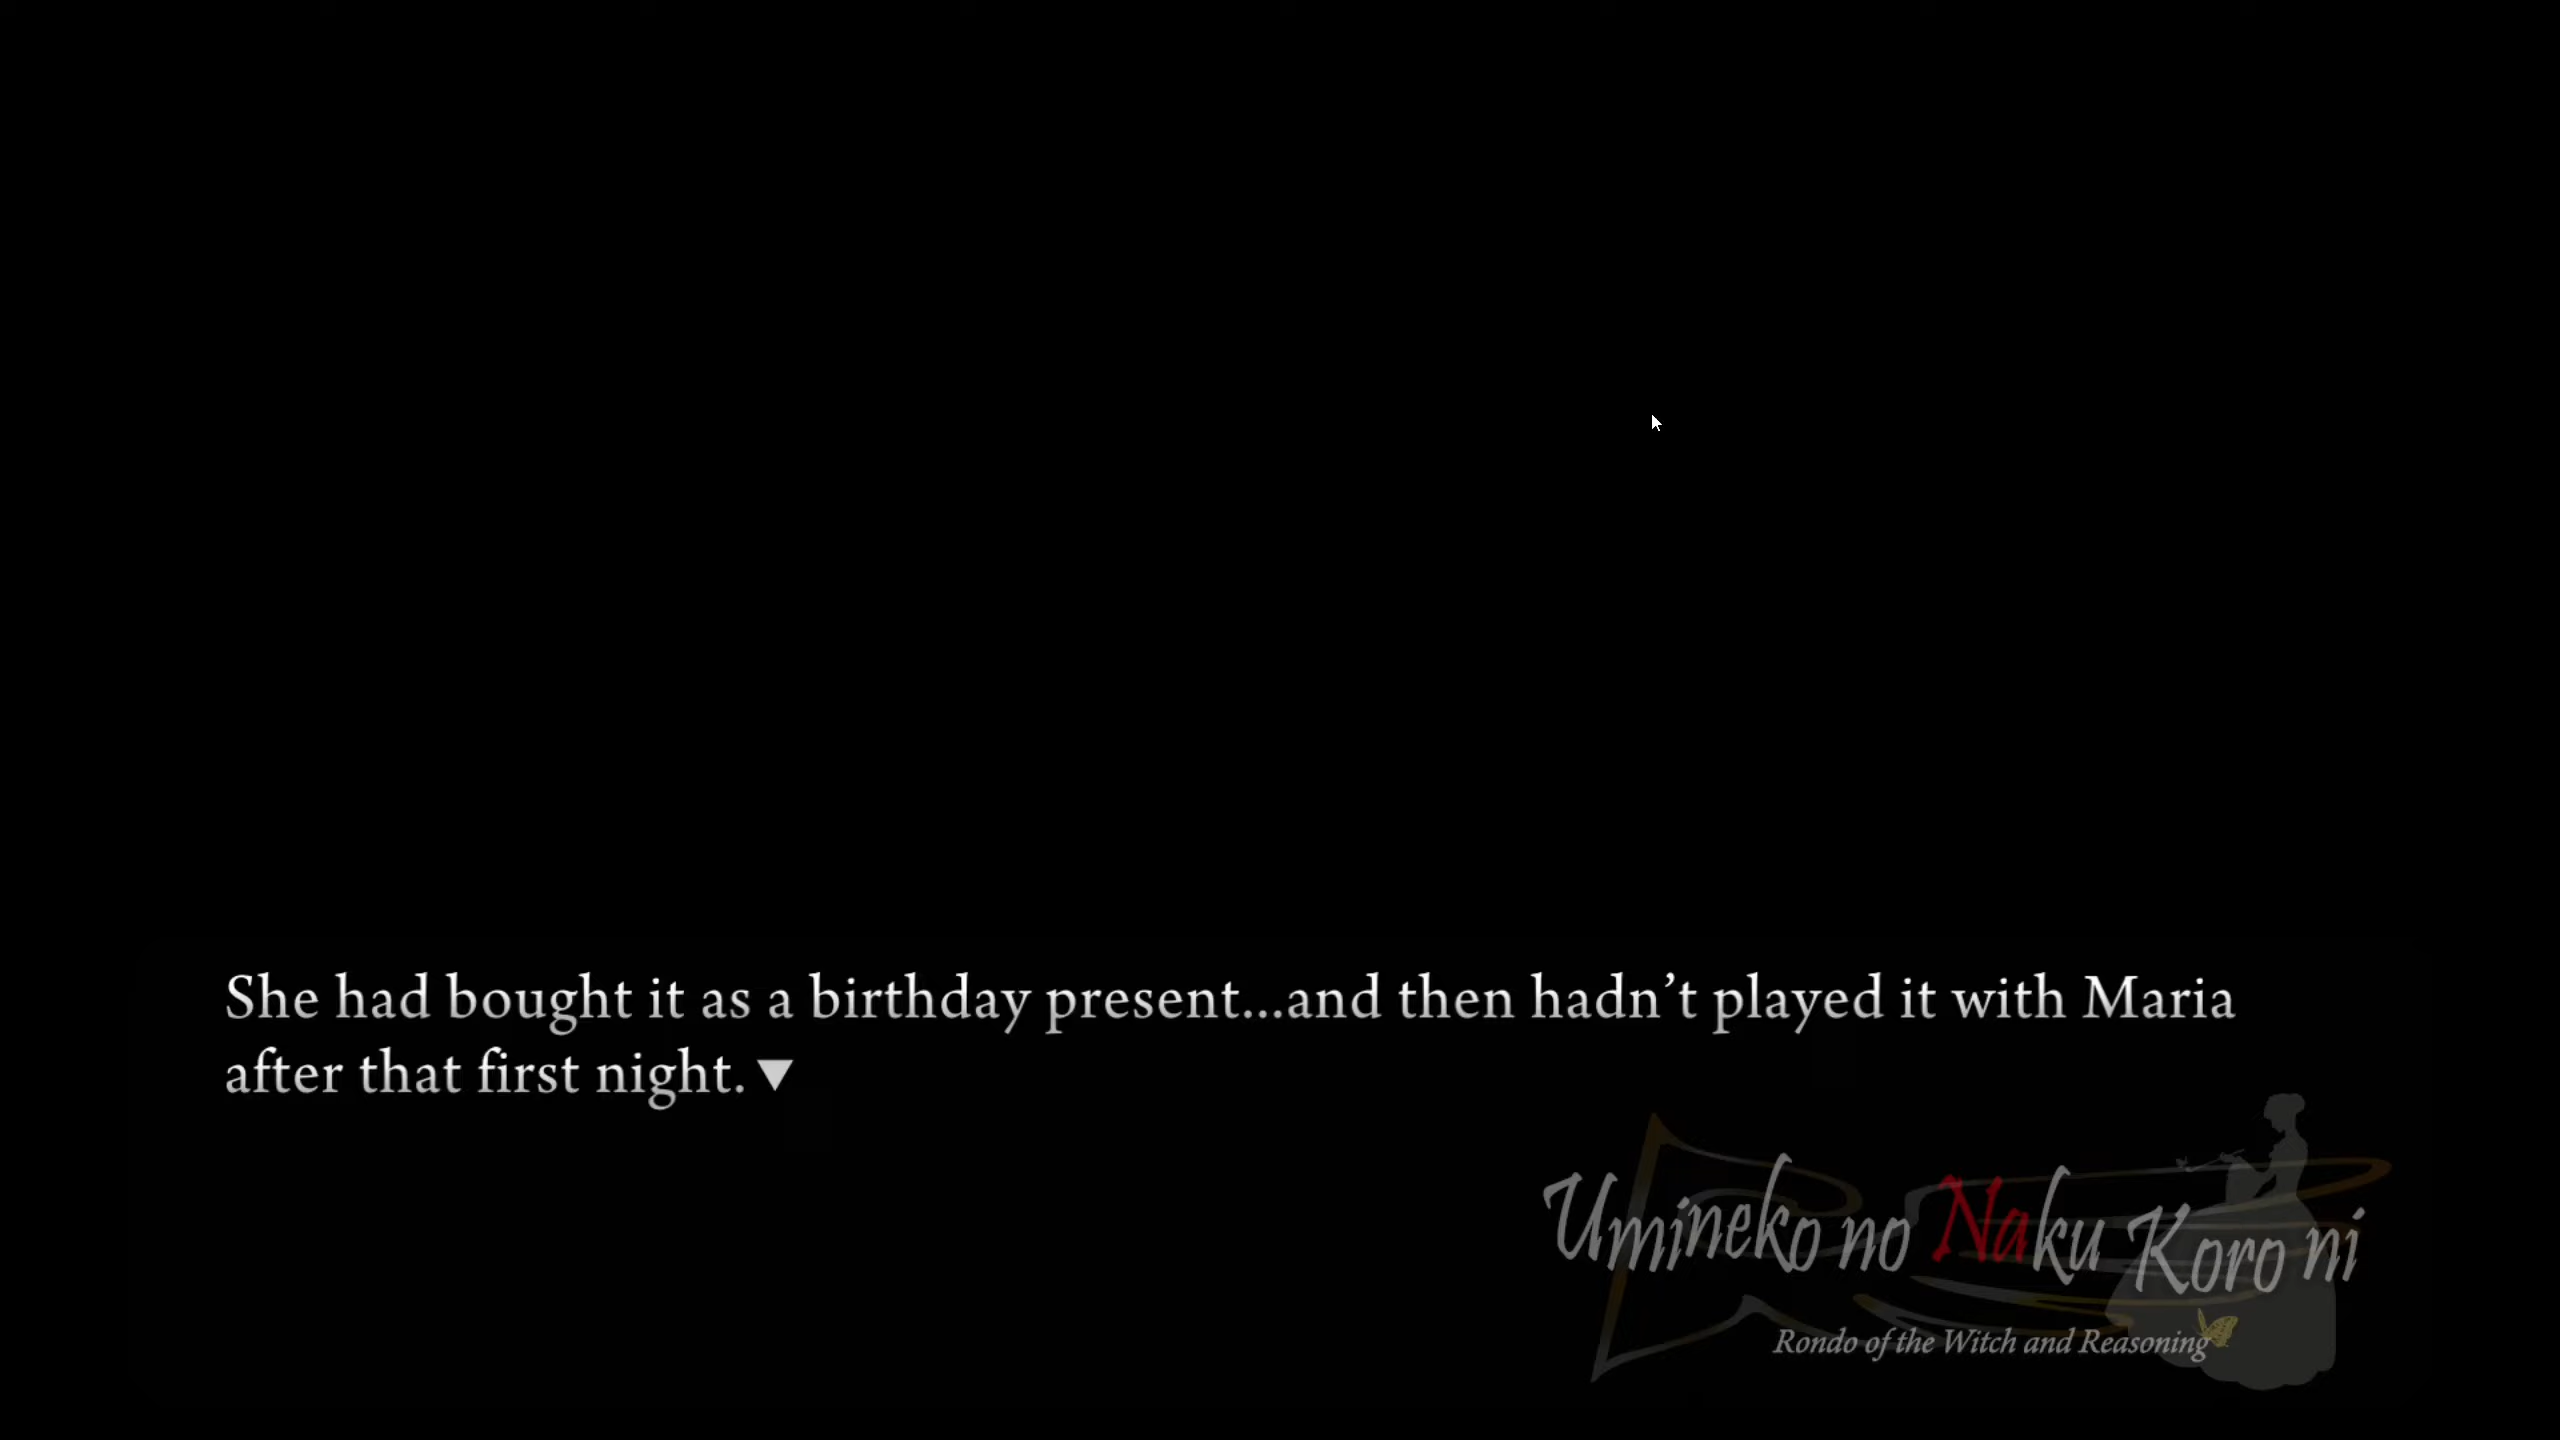 She had bought it as a birthday present...and then hadn't played it with Maria
after that first night. ▼
Umineko no Naku Koro ni
Rondo of the Witch and Reasoning